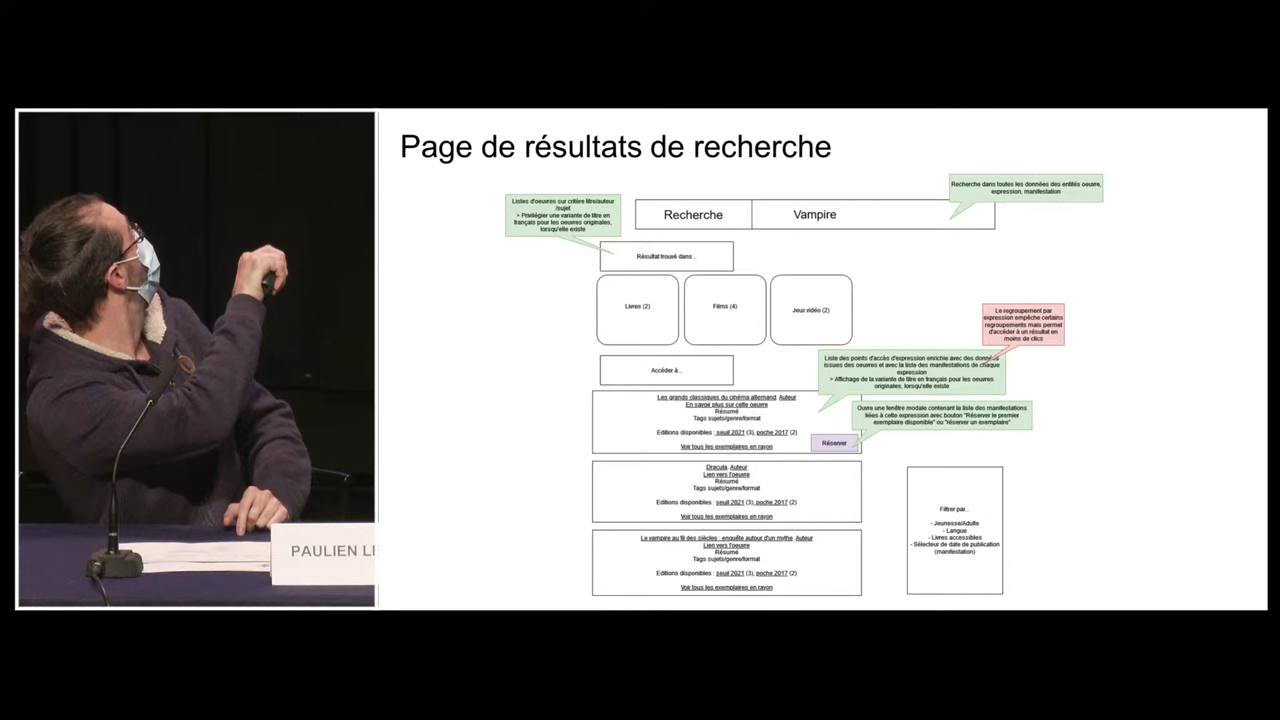 Page de résultats de recherche
Recherche dans toutes les données des entités oeuvre,
expression, manifestation
Listes d'oeuvres sur critère titre/auteur
/sujet
> Privilégier une variante de titre en
français pour les oeuvres originales,
lorsqu'elle existe
Recherche
Vampire
Résultat trouvé dans...
Livres (2)
Films (4)
Jeux vidéo (2)
Le regroupement par
expression empêche certains
regroupements mais permet
d'accéder à un résultat en
moins de clics
Accéder à...
Liste des points d'accès d'expression enrichie avec des données
issues des oeuvres et avec la liste des manifestations de chaque
expression
> Affichage de la variante de titre en français pour les oeuvres
originales, lorsqu'elle existe
Les grands classiques du cinéma allemand, Auteur
En savoir plus sur cette oeuvre
Résumé
Tags sujets/genre/format
Editions disponibles : seuil 2021 (3), poche 2017 (2)
Voir tous les exemplaires en rayon
Réserver
Ouvre une fenêtre modale contenant la liste des manifestations
liées à cette expression avec bouton "Réserver le premier
exemplaire disponible" ou "réserver un exemplaire"
Dracula, Auteur
Lien vers l'oeuvre
Résumé
Tags sujets/genre/format
Editions disponibles : seuil 2021 (3), poche 2017 (2)
Voir tous les exemplaires en rayon
Le vampire au fil des siècles : enquête autour d'un mythe, Auteur
Lien vers l'oeuvre
Résumé
Tags sujets/genre/format
Editions disponibles : seuil 2021 (3), poche 2017 (2)
Voir tous les exemplaires en rayon
Filtrer par...
- Jeunesse/Adulte
- Langue
- Livres accessibles
- Sélecteur de date de publication
(manifestation)
PAULIEN LE